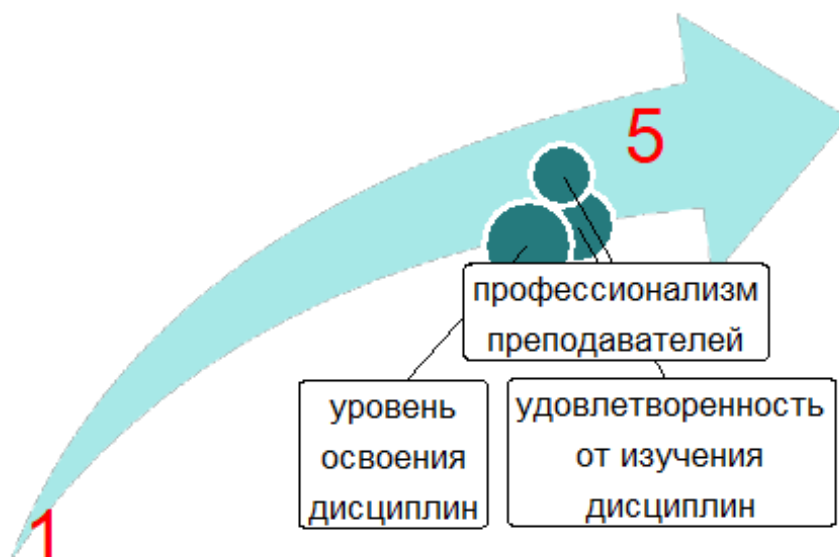 5
профессионализм
преподавателей
уровень
освоения
дисциплин
удовлетворенность
от изучения
дисциплин
1